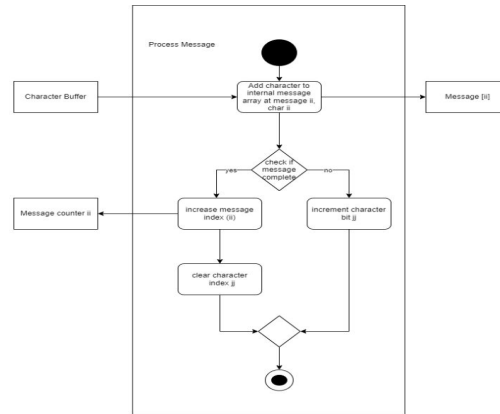 Process Message
Character Buffer
Add character to
internal message
array at message ii,
char ii
Message [ii]
check if
message
complete
yes
no
Message counter ii
increase message
index (ii)
increment character
bit jj
clear character
index jj